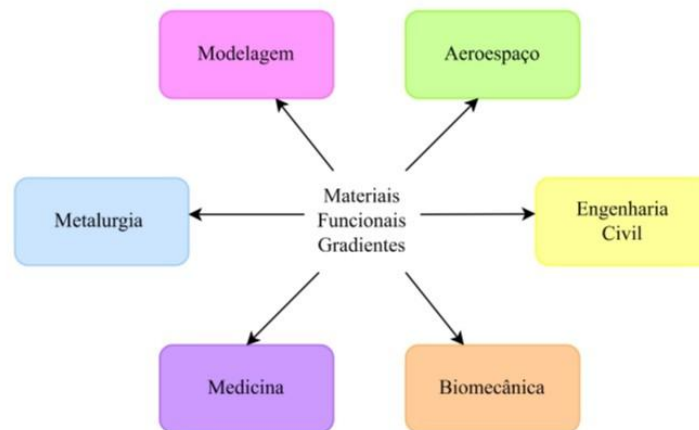 Modelagem
Aeroespaço
Metalurgia
Materiais
Funcionais
Gradientes
Engenharia
Civil
Medicina
Biomecânica